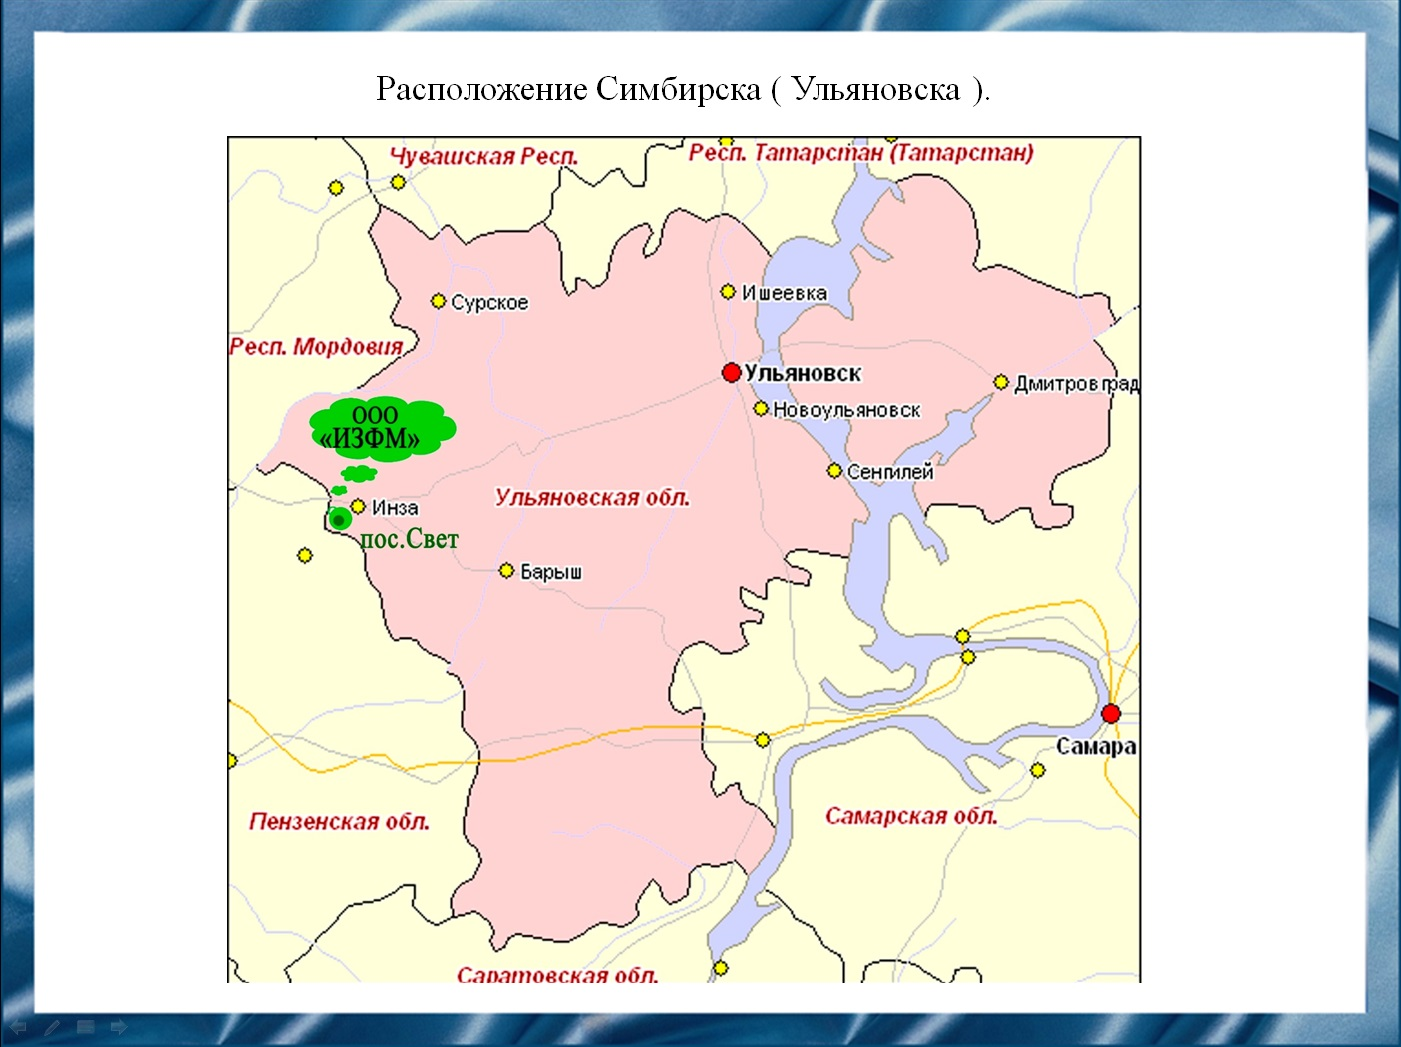 Расположение Симбирска ( Ульяновска ).
Чувашская Респ.
Респ. Татарстан (Татарстан)
Ишеевка
Сурское
Респ. Мордовия
Ульяновск
Дмитровград
Новоульяновск
ООО
«ИЗФМ»
Сенгилей
Ульяновская обл.
Инза
пос.Свет
Барыш
Самара
Пензенская обл.
Самарская обл.
Саратовская обл.